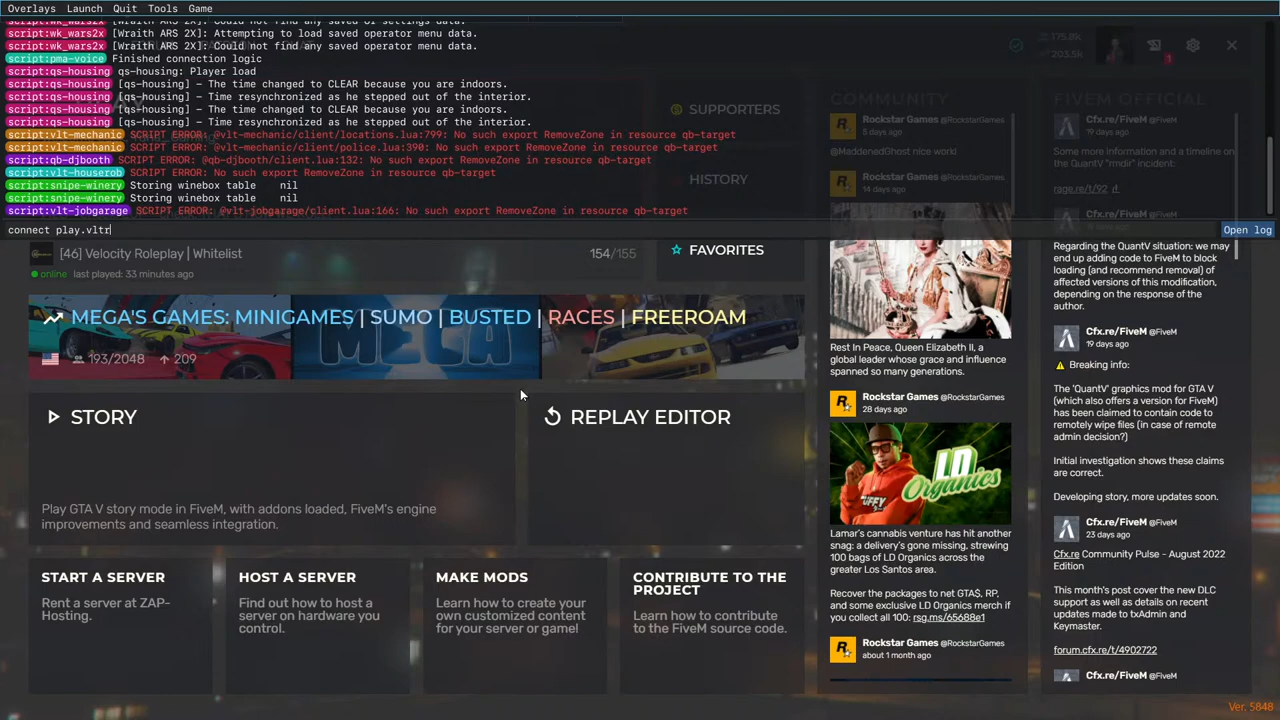 Overlays Launch Quit Tools Game
script:wk_wars2x [Wraith ARS 2X]: Could not find any saved UI settings data.
script:wk_wars2x [Wraith ARS 2X]: Attempting to load saved operator menu data.
script:wk_wars2x [Wraith ARS 2X]: Could not find any saved operator menu data.
script:pma-voice Finished connection logic
script:qs-housing qs-housing: Player load
script:qs-housing [qs-housing] – The time changed to CLEAR because you are indoors.
script:qs-housing [qs-housing] – Time resynchronized as he stepped out of the interior.
script:qs-housing [qs-housing] – The time changed to CLEAR because you are indoors.
script:qs-housing [qs-housing] – Time resynchronized as he stepped out of the interior.
script:vlt-mechanic SCRIPT ERROR: @vlt-mechanic/client/locations.lua:799: No such export RemoveZone in resource qb-target
script:vlt-mechanic SCRIPT ERROR: @vlt-mechanic/client/police.lua:390: No such export RemoveZone in resource qb-target
script:qb-djbooth SCRIPT ERROR: @qb-djbooth/client.lua:132: No such export RemoveZone in resource qb-target
script:vlt-houserob SCRIPT ERROR: No such export RemoveZone in resource qb-target
script:snipe-winery Storing winebox table nil
script:snipe-winery Storing winebox table nil
script:vlt-jobgarage SCRIPT ERROR: @vlt-jobgarage/client.lua:166: No such export RemoveZone in resource qb-target
connect play.vltr
Open log
175.8k
203.5k
1
[46] Velocity Roleplay | Whitelist
154/155
online last played: 33 minutes ago
SUPPORTERS
HISTORY
FAVORITES
MEGA'S GAMES: MINIGAMES | SUMO | BUSTED | RACES | FREEROAM
193/2048 209
MEGA
STORY
Play GTA V story mode in FiveM, with addons loaded, FiveM's engine
improvements and seamless integration.
REPLAY EDITOR
START A SERVER
Rent a server at ZAP-
Hosting.
HOST A SERVER
Find out how to host a
server on hardware you
control.
MAKE MODS
Learn how to create your
own customized content
for your server or game!
CONTRIBUTE TO THE
PROJECT
Learn how to contribute
to the FiveM source code.
COMMUNITY
Rockstar Games @RockstarGames
5 days ago
@MaddenedGhost nice world
Rockstar Games @RockstarGames
14 days ago
Rest In Peace, Queen Elizabeth II, a
global leader whose grace and influence
spanned so many generations.
Rockstar Games @RockstarGames
28 days ago
LD
Organics
Lamar's cannabis venture has hit another
snag: a delivery's gone missing, strewing
100 bags of LD Organics across the
greater Los Santos area.
Recover the packages to net GTA$, RP,
and some exclusive LD Organics merch if
you collect all 100: rsg.ms/65688e1
Rockstar Games @RockstarGames
about 1 month ago
FIVEM OFFICIAL
Cfx.re/FiveM @FiveM
19 days ago
Some more information and a timeline on
the QuantV "rmdir" incident:
rage.re/t/92
Cfx.re/FiveM @FiveM
19 days ago
Regarding the QuantV situation: we may
end up adding code to FiveM to block
loading (and recommend removal) of
affected versions of this modification,
depending on the response of the
author.
Cfx.re/FiveM @FiveM
19 days ago
Breaking info:
The 'QuantV' graphics mod for GTA V
(which also offers a version for FiveM)
has been claimed to contain code to
remotely wipe files (in case of remote
admin decision?)
Initial investigation shows these claims
are correct.
Developing story, more updates soon.
Cfx.re/FiveM @FiveM
23 days ago
Cfx.re Community Pulse - August 2022
Edition
This month's post cover the new DLC
support as well as details on recent
updates made to txAdmin and
Keymaster.
forum.cfx.re/t/4902722
Cfx.re/FiveM @FiveM
Ver. 5848